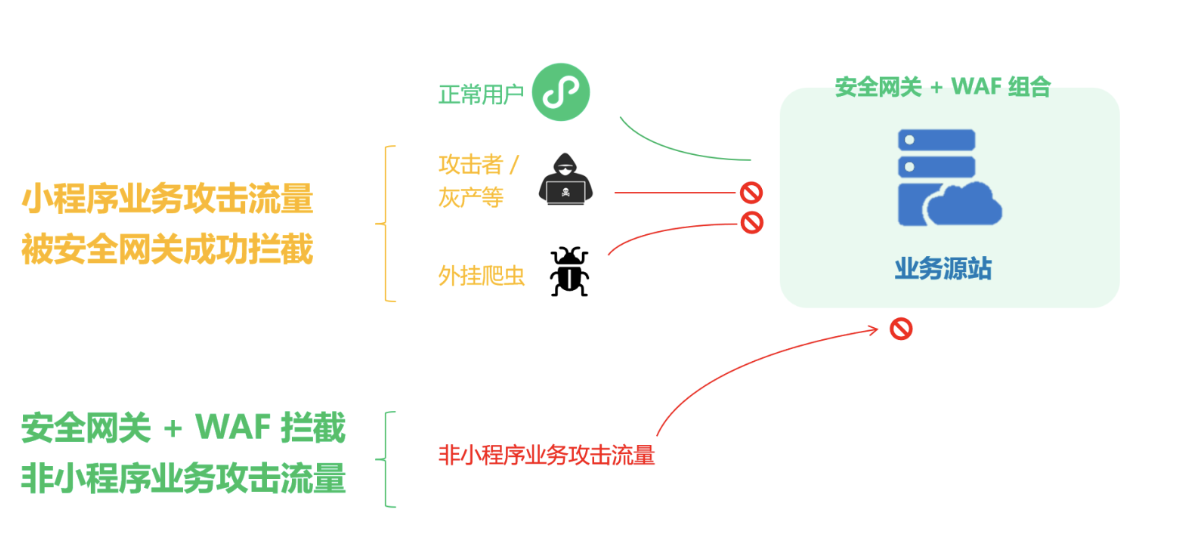 安全网关 + WAF 组合
正常用户
攻击者 /
灰产等
小程序业务攻击流量
被安全网关成功拦截
外挂爬虫
业务源站
安全网关 + WAF 拦截
非小程序业务攻击流量
非小程序业务攻击流量